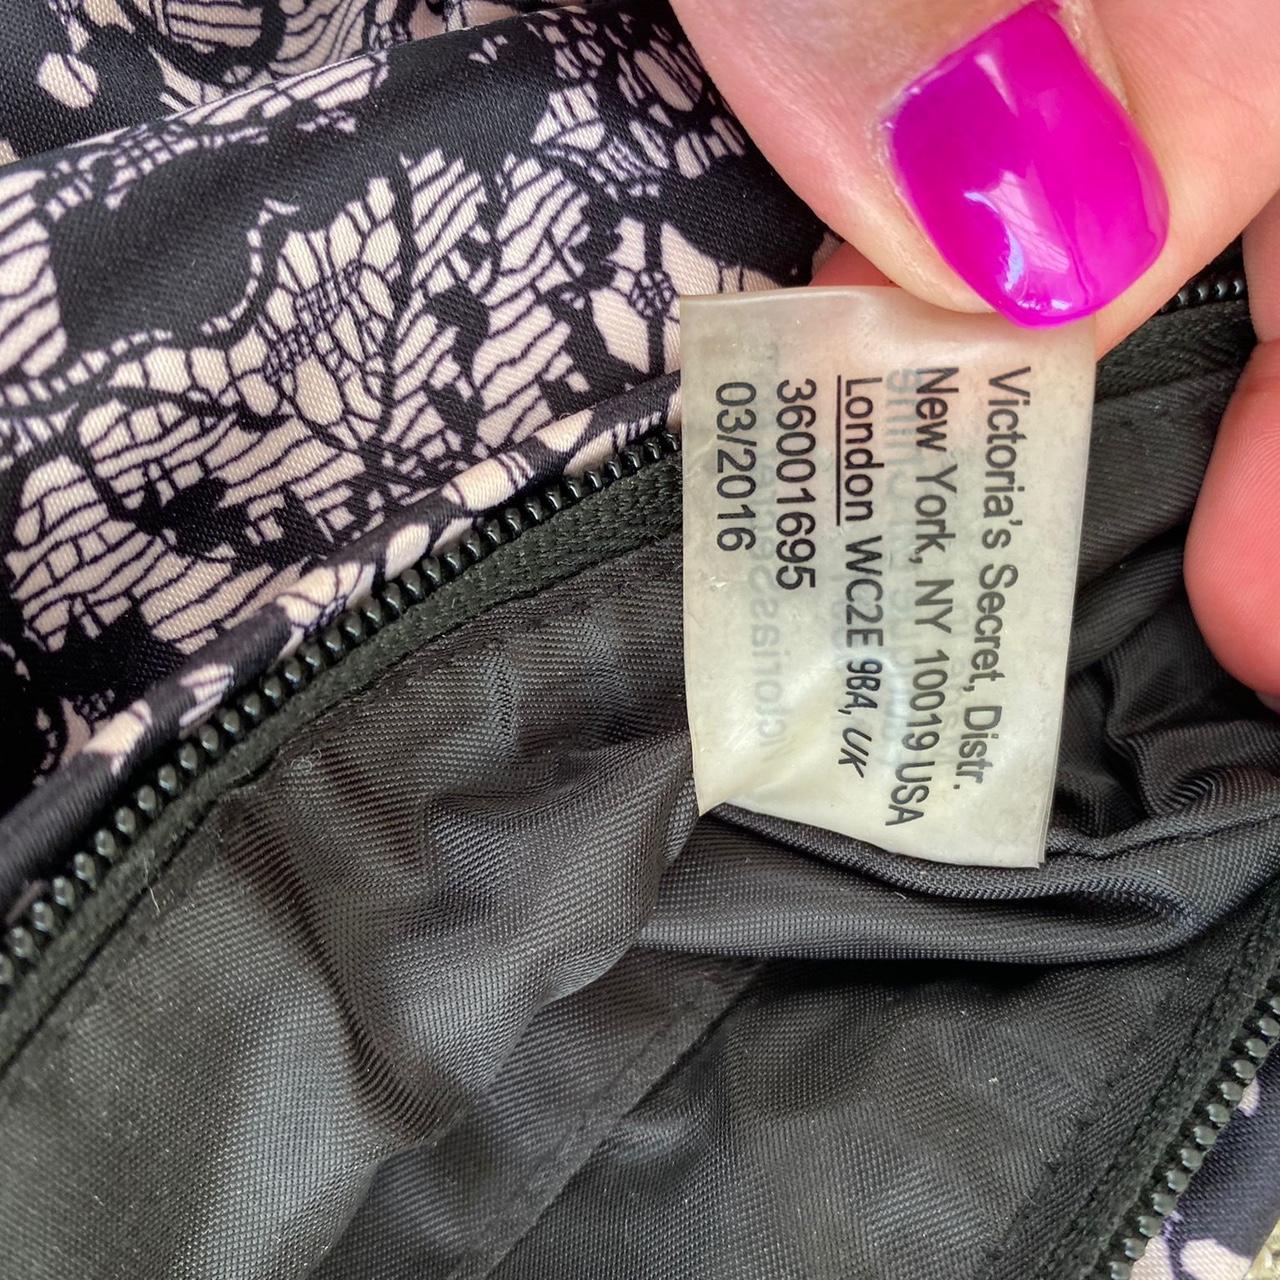 Victoria's Secret, Distr.
New York, NY 10019 USA
London WC2E 9BA, UK
36001695
03/2016